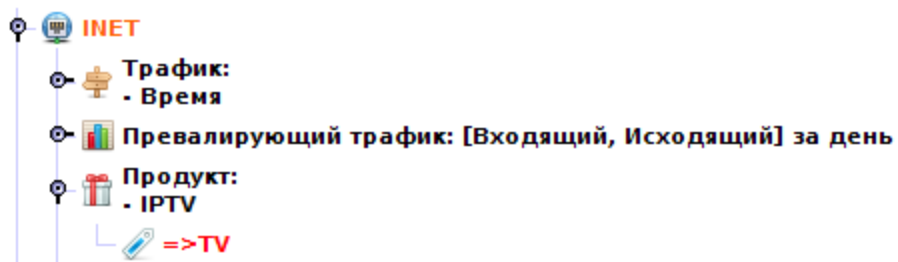 INET
Трафик:
- Время
Превалирующий трафик: [Входящий, Исходящий] за день
Продукт:
- IPTV
=>TV